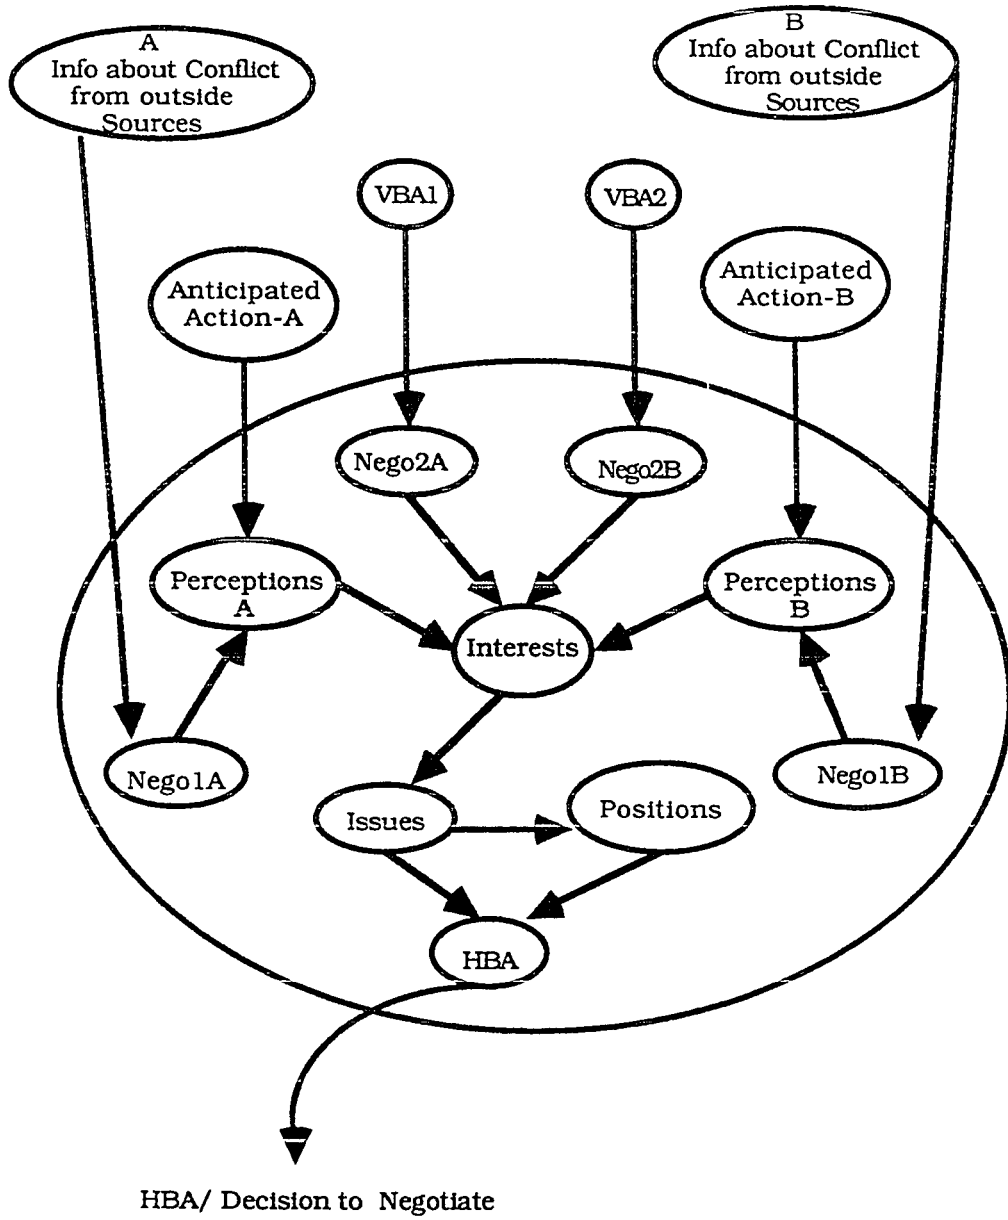 A
Info about Conflict
from outside
Sources
B
Info about Conflict
from outside
Sources
VBA1
VBA2
Anticipated
Action-A
Anticipated
Action-B
Nego2A
Nego2B
Perceptions
A
Perceptions
B
Interests
Nego1A
Nego1B
Issues
Positions
HBA
HBA/ Decision to Negotiate